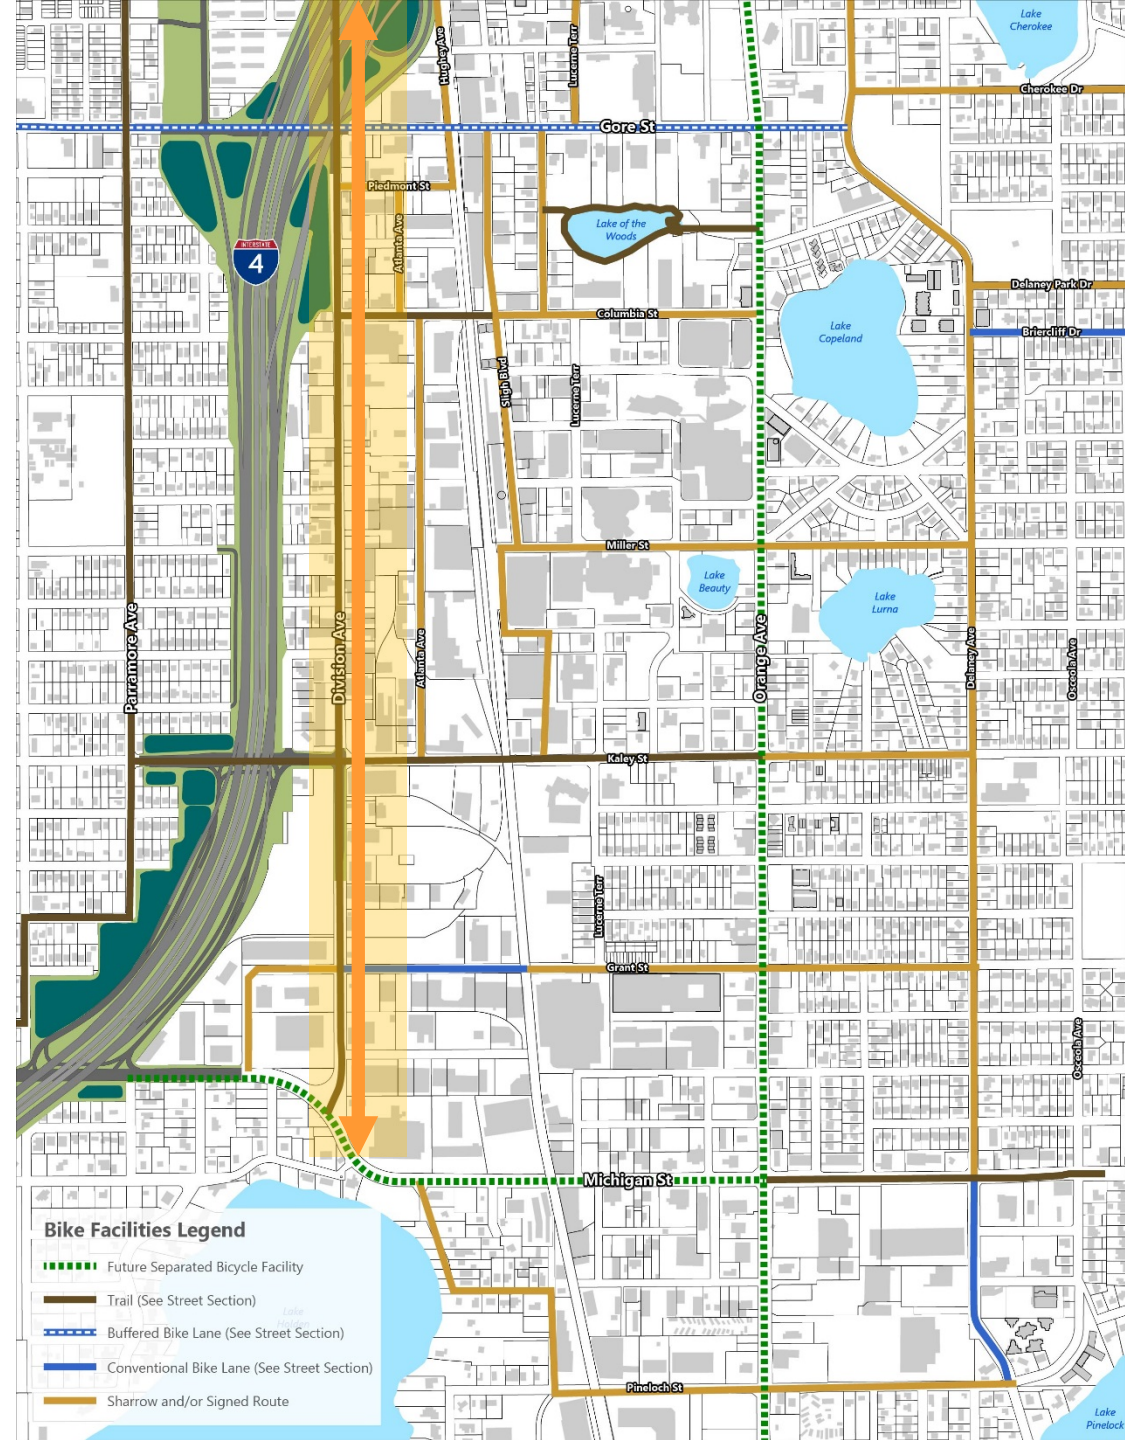 Lake
Cherokee
Hughey Ave
Lucerne Terr
Cherokee Dr
Gore St
Piedmont St
Atlanta Ave
Lake of the
Woods
INTERSTATE
4
Delaney Park Dr
Columbia St
Lake
Copeland
Briercliff Dr
Sligh Blvd
Lucerne Terr
Miller St
Lake
Beauty
Lake
Lurna
Parramore Ave
Division Ave
Atlanta Ave
Orange Ave
Delaney Ave
Osceola Ave
Kaley St
Lucerne Terr
Grant St
Osceola Ave
Michigan St
Bike Facilities Legend
Future Separated Bicycle Facility
Trail (See Street Section)
Lake
Holden
Buffered Bike Lane (See Street Section)
Conventional Bike Lane (See Street Section)
Sharrow and/or Signed Route
Pineloch St
Lake
Pineloch